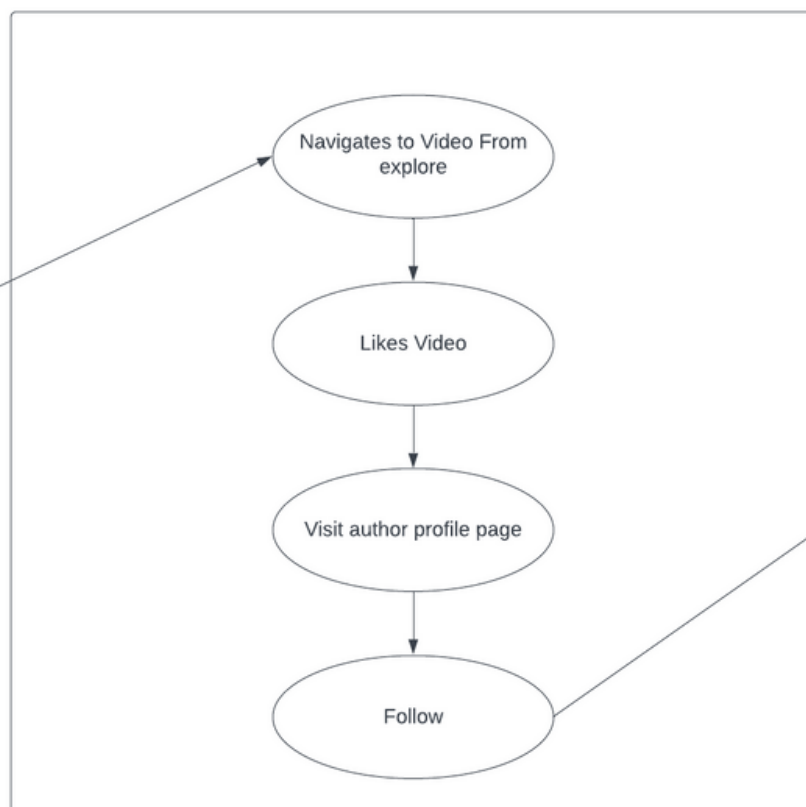 Navigates to Video From
explore
Likes Video
Visit author profile page
Follow